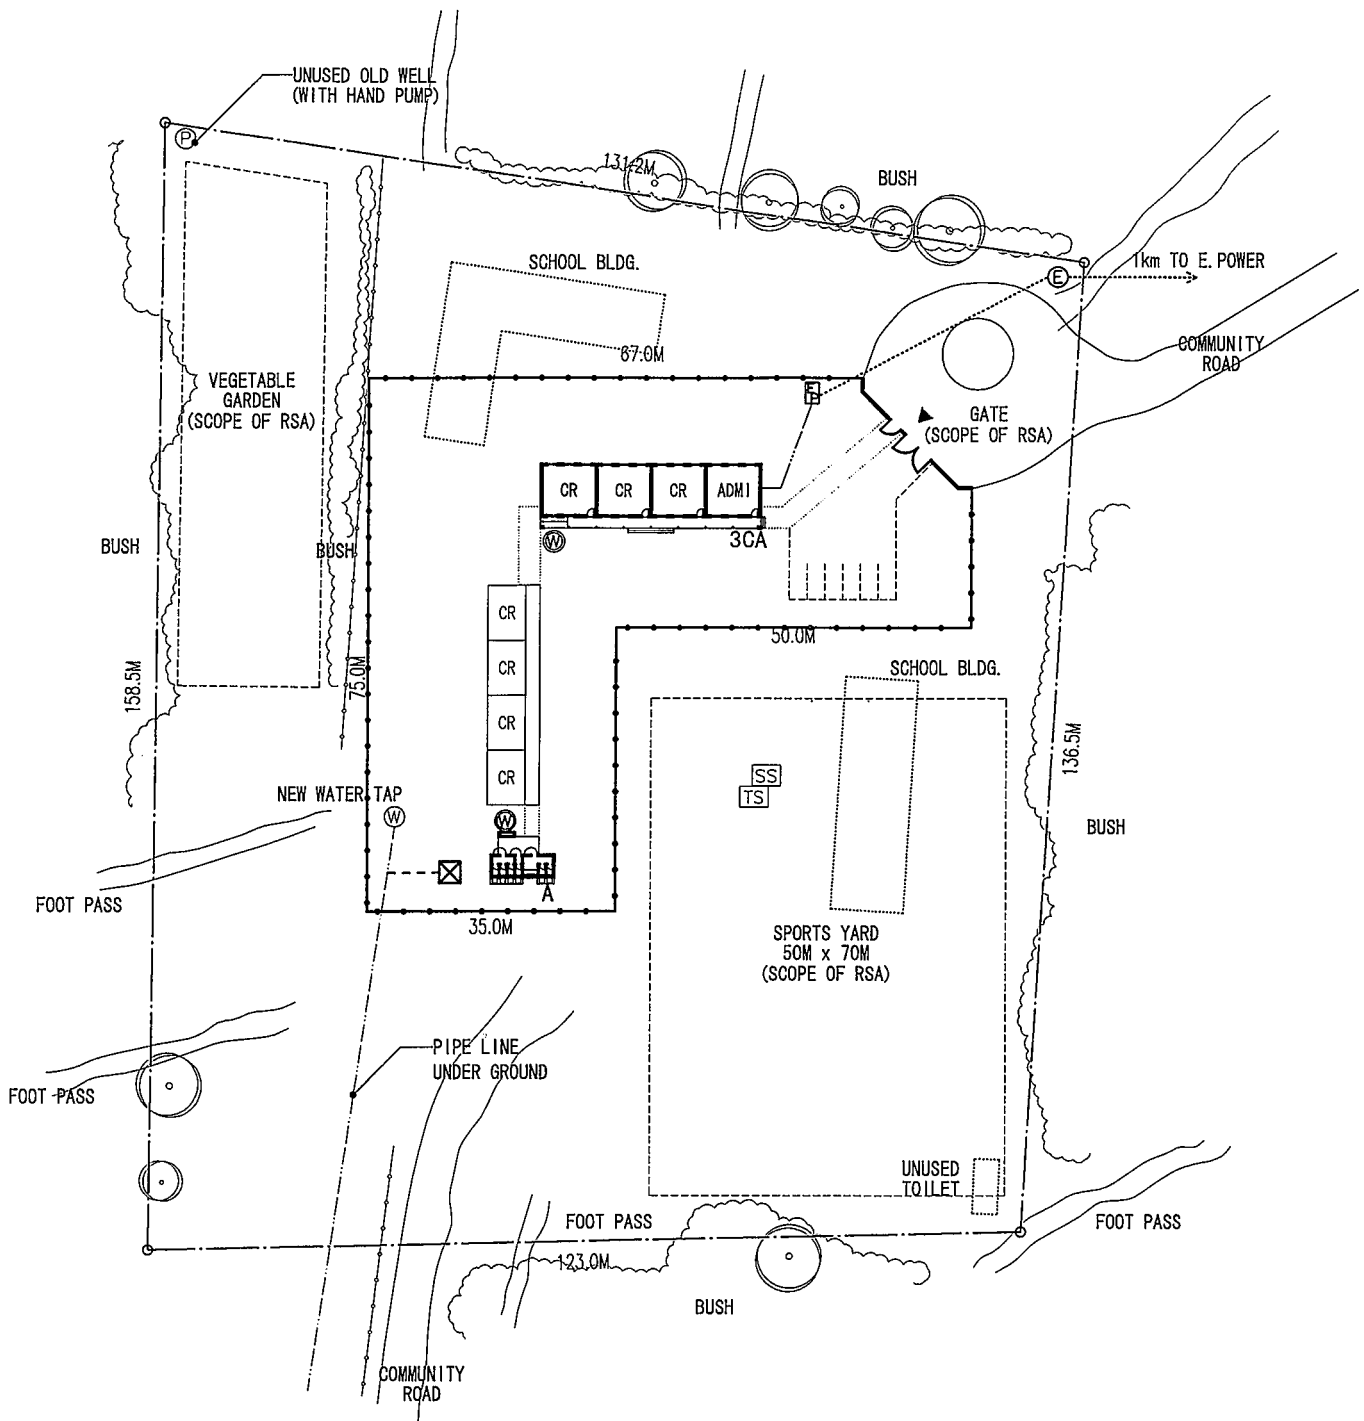 UNUSED OLD WELL
(WITH HAND PUMP)
P
131.2M
BUSH
SCHOOL BLDG.
E
1km TO E. POWER
67.0M
COMMUNITY
ROAD
VEGETABLE
GARDEN
(SCOPE OF RSA)
GATE
(SCOPE OF RSA)
CR
CR
CR
ADMI
BUSH
BUSH
W
3CA
CR
50.0M
CR
SCHOOL BLDG.
158.5M
75.0M
CR
136.5M
CR
SS
TS
NEW WATER TAP
W
W
BUSH
FOOT PASS
A
35.0M
SPORTS YARD
50M x 70M
(SCOPE OF RSA)
PIPE LINE
UNDER GROUND
FOOT PASS
UNUSED
TOILET
FOOT PASS
FOOT PASS
123.0M
BUSH
COMMUNITY
ROAD